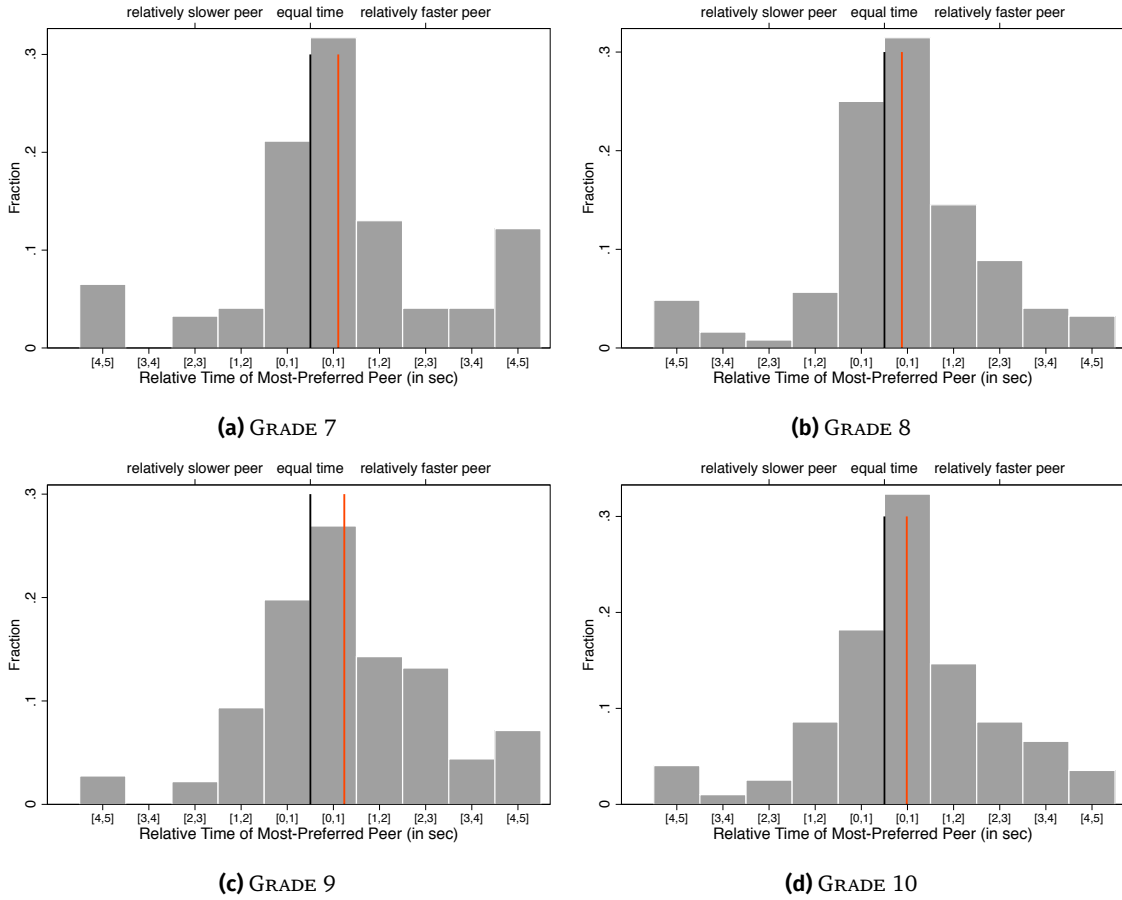 relatively slower peer equal time relatively faster peer
.3
.2
.1
0
Fraction
[4,5] [3,4] [2,3] [1,2] [0,1] [0,1] [1,2] [2,3] [3,4] [4,5]
Relative Time of Most-Preferred Peer (in sec)
(a) GRADE 7
relatively slower peer equal time relatively faster peer
.3
.2
.1
0
Fraction
[4,5] [3,4] [2,3] [1,2] [0,1] [0,1] [1,2] [2,3] [3,4] [4,5]
Relative Time of Most-Preferred Peer (in sec)
(b) GRADE 8
relatively slower peer equal time relatively faster peer
.3
.2
.1
0
Fraction
[4,5] [3,4] [2,3] [1,2] [0,1] [0,1] [1,2] [2,3] [3,4] [4,5]
Relative Time of Most-Preferred Peer (in sec)
(c) GRADE 9
relatively slower peer equal time relatively faster peer
.3
.2
.1
0
Fraction
[4,5] [3,4] [2,3] [1,2] [0,1] [0,1] [1,2] [2,3] [3,4] [4,5]
Relative Time of Most-Preferred Peer (in sec)
(d) GRADE 10